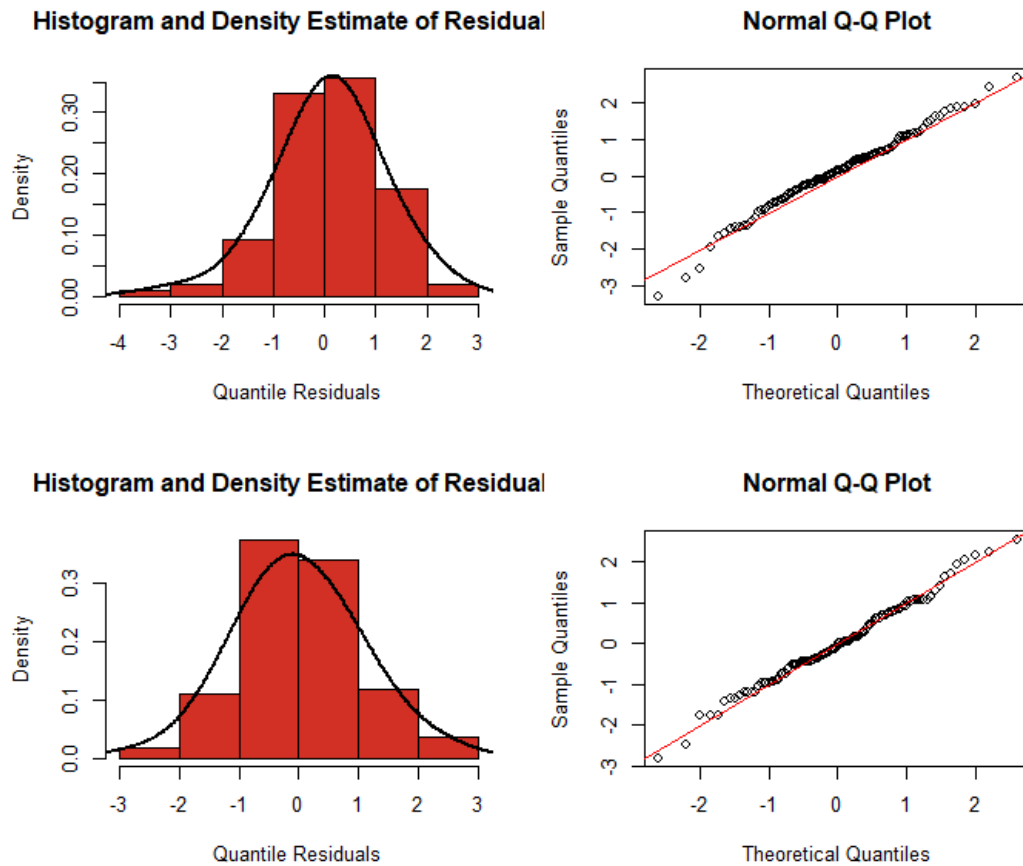 Histogram and Density Estimate of Residual
Density
0.00 0.10 0.20 0.30
-4 -3 -2 -1 0 1 2 3
Quantile Residuals
Normal Q-Q Plot
Sample Quantiles
-3 -2 -1 0 1 2
-2 -1 0 1 2
Theoretical Quantiles
Histogram and Density Estimate of Residual
Density
0.0 0.1 0.2 0.3
-3 -2 -1 0 1 2 3
Quantile Residuals
Normal Q-Q Plot
Sample Quantiles
-3 -2 -1 0 1 2
-2 -1 0 1 2
Theoretical Quantiles